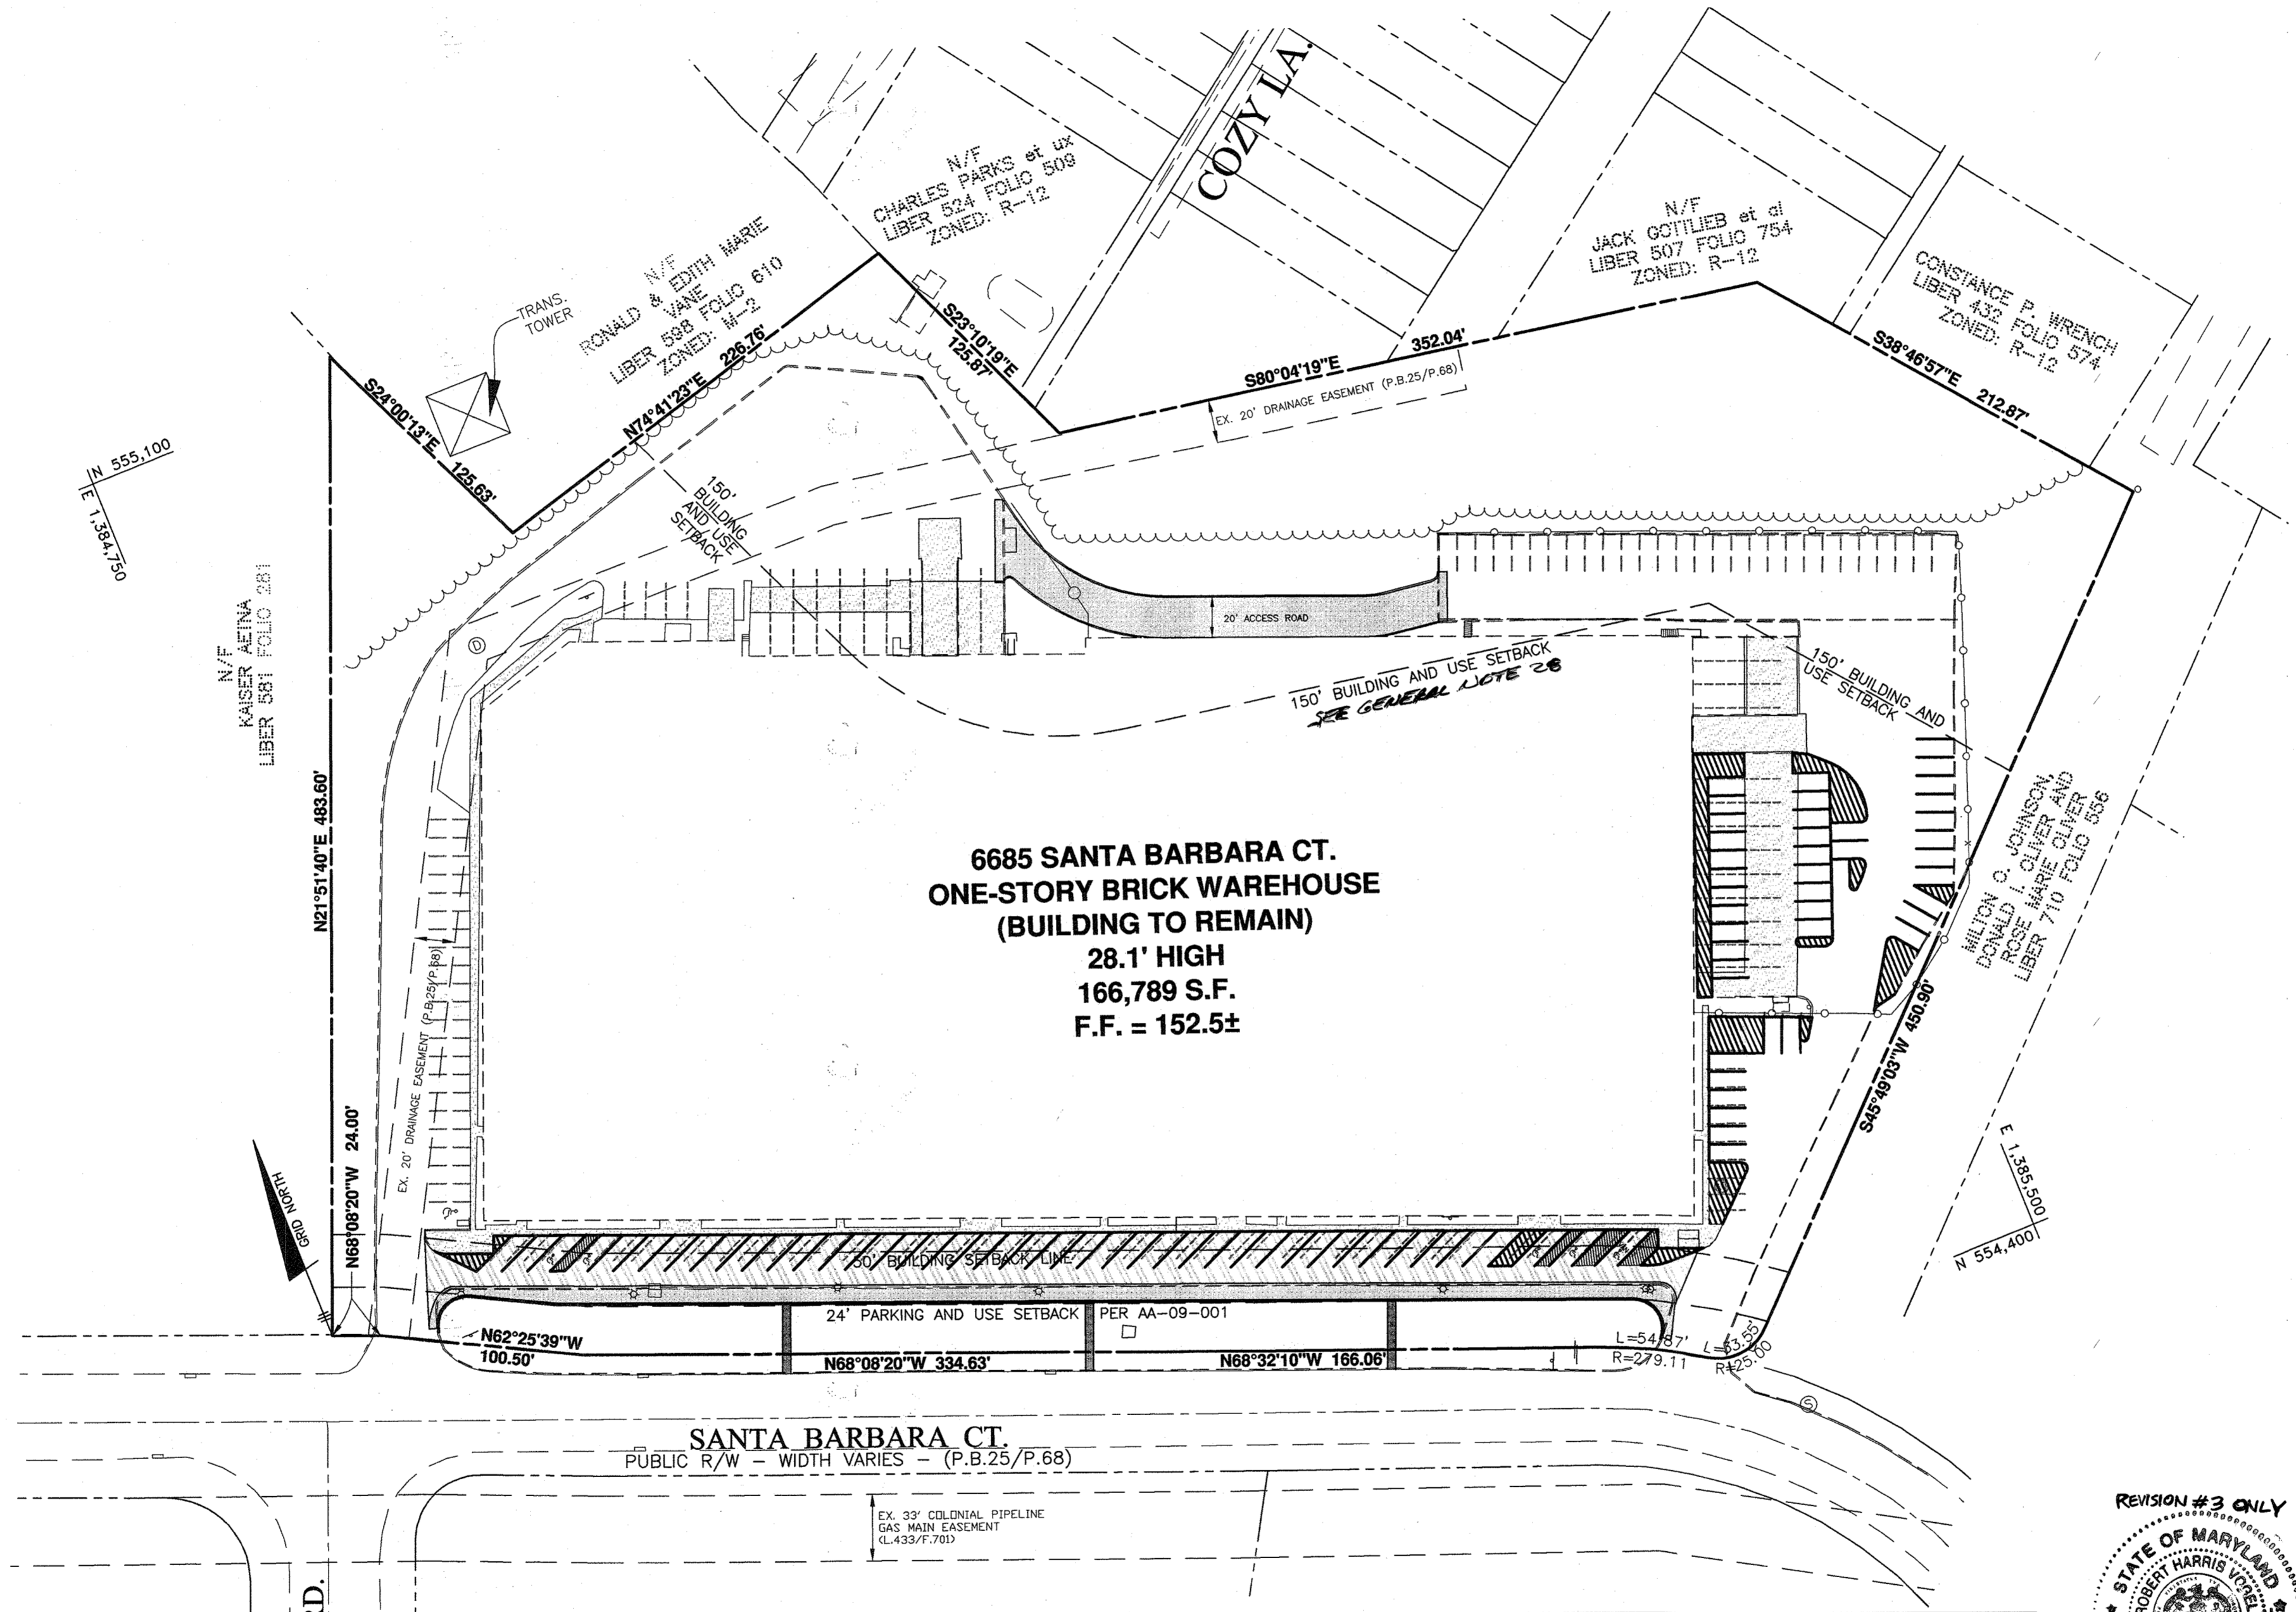 COZY LA.
N/F
CHARLES PARKS et ux
LIBER 524 FOLIO 509
ZONED: R-12
N/F
RONALD & EDITH MARIE
VANE
LIBER 598 FOLIO 610
ZONED: M-2
TRANS.
TOWER
N/F
JACK GOTTLIEB et al
LIBER 507 FOLIO 754
ZONED: R-12
CONSTANCE P. WRENCH
LIBER 432 FOLIO 574
ZONED: R-12
S24°00'13"E 125.63'
N74°41'23"E 226.76'
S23°10'19"E
125.87'
S80°04'19"E 352.04'
EX. 20' DRAINAGE EASEMENT (P.B.25/P.68)
S38°46'57"E 212.87'
N 555,100
E 1,384,750
150'
BUILDING
AND USE
SETBACK
N/F
KAISER AETNA
LIBER 581 FOLIO 281
D
20' ACCESS ROAD
150' BUILDING AND USE SETBACK
SEE GENERAL NOTE 28
150' BUILDING AND
USE SETBACK
N21°51'40"E 483.60'
MILTON O. JOHNSON,
DONALD I. OLIVER AND
ROSE MARIE OLIVER
LIBER 710 FOLIO 556
6685 SANTA BARBARA CT.
ONE-STORY BRICK WAREHOUSE
(BUILDING TO REMAIN)
28.1' HIGH
166,789 S.F.
F.F. = 152.5±
EX. 20' DRAINAGE EASEMENT (P.B.25/P.68)
S45°49'03"W 450.90'
N68°08'20"W 24.00'
GRID NORTH
E 1,385,500
N 554,400
50' BUILDING SETBACK LINE
24' PARKING AND USE SETBACK PER AA-09-001
N62°25'39"W
100.50'
N68°08'20"W 334.63'
N68°32'10"W 166.06'
L=54.87'
R=279.11
L=33.55'
R=25.00
S
SANTA BARBARA CT.
PUBLIC R/W - WIDTH VARIES - (P.B.25/P.68)
EX. 33' COLONIAL PIPELINE
GAS MAIN EASEMENT
(L.433/F.701)
RD.
REVISION #3 ONLY
STATE OF MARYLAND
ROBERT HARRIS VOGEL